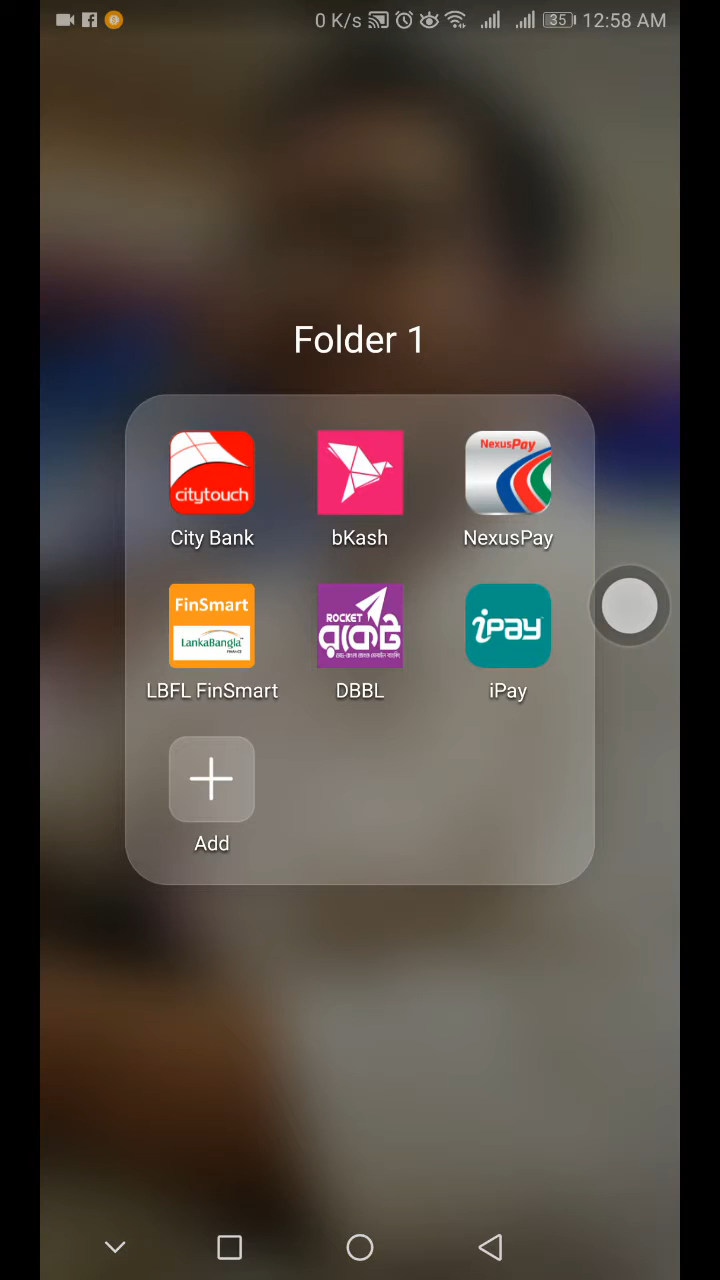 0 K/s 35 12:58 AM
Folder 1
citytouch
NexusPay
City Bank
bKash
NexusPay
FinSmart
LankaBangla
FINANCE
ROCKET
রকেট
iPay
LBFL FinSmart
DBBL
iPay
Add